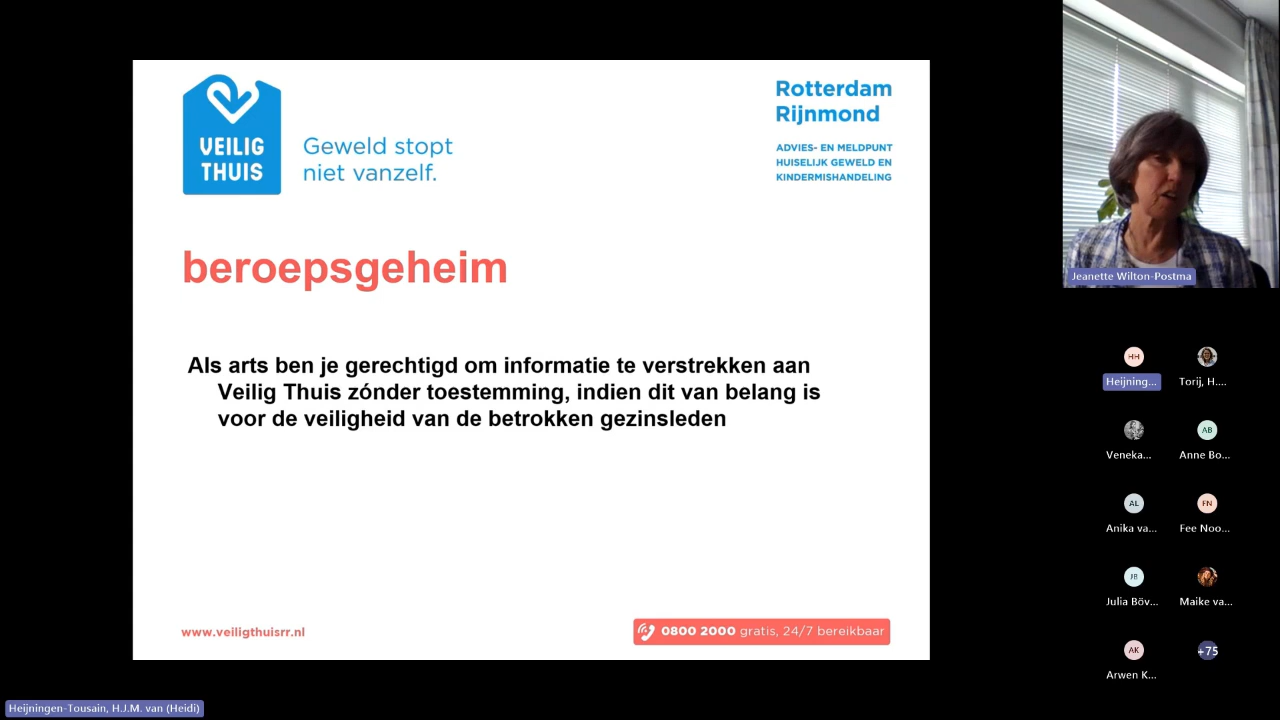 VEILIG
THUIS
Geweld stopt
niet vanzelf.
Rotterdam
Rijnmond
ADVIES- EN MELDPUNT
HUISELIJK GEWELD EN
KINDERMISHANDELING
beroepsgeheim
Als arts ben je gerechtigd om informatie te verstrekken aan
Veilig Thuis zónder toestemming, indien dit van belang is
voor de veiligheid van de betrokken gezinsleden
www.veiligthuisrr.nl
0800 2000 gratis, 24/7 bereikbaar
Jeanette Wilton-Postma
HH
Heijning...
Torij, H....
Veneka...
AB
Anne Bo...
AL
Anika va...
FN
Fee Noo...
JB
Julia Böv...
Maike va...
AK
Arwen K...
+75
Heijningen-Tousain, H.J.M. van (Heidi)